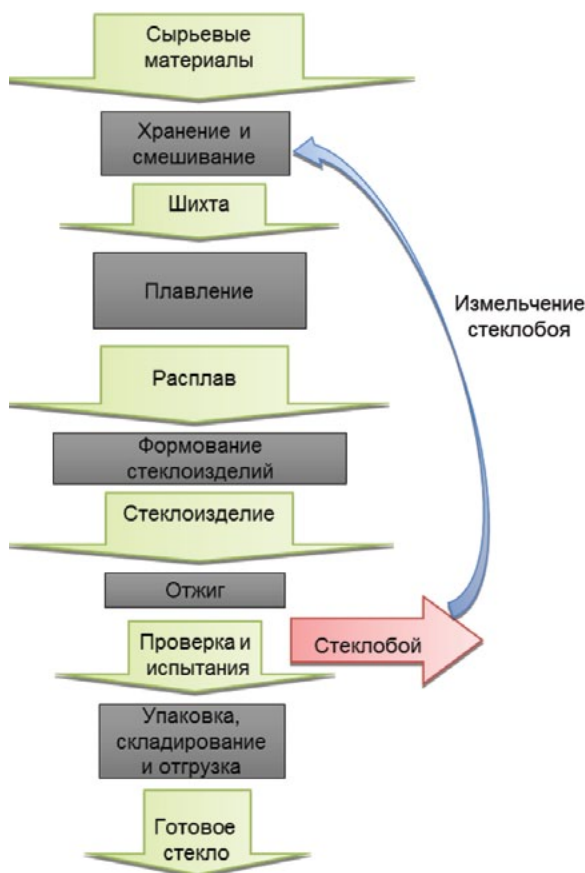 Сырьевые
материалы
Хранение и
смешивание
Шихта
Плавление
Измельчение
стеклобоя
Расплав
Формование
стеклоизделий
Стеклоизделие
Отжиг
Проверка и
испытания
Стеклобой
Упаковка,
складирование
и отгрузка
Готовое
стекло